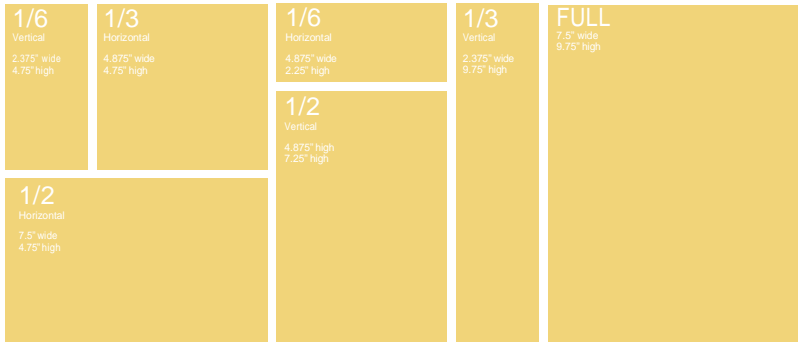 1/6
Vertical
2.375" wide
4.75" high
1/3
Horizontal
4.875" wide
4.75" high
1/6
Horizontal
4.875" wide
2.25" high
1/3
Vertical
2.375" wide
9.75" high
FULL
7.5" wide
9.75" high
1/2
Vertical
4.875" high
7.25" high
1/2
Horizontal
7.5" wide
4.75" high